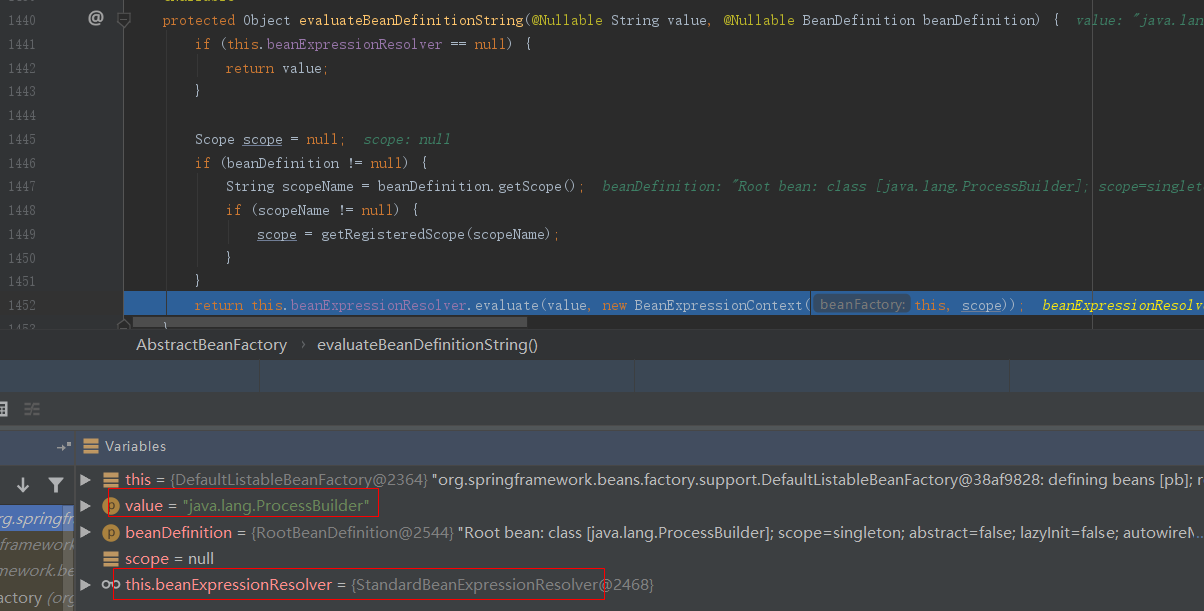 1440 @ protected Object evaluateBeanDefinitionString(@Nullable String value, @Nullable BeanDefinition beanDefinition) { value: "java.lan
1441 if (this.beanExpressionResolver == null) {
1442 return value;
1443 }
1444
1445 Scope scope = null; scope: null
1446 if (beanDefinition != null) {
1447 String scopeName = beanDefinition.getScope(); beanDefinition: "Root bean: class [java.lang.ProcessBuilder]; scope=singlet
1448 if (scopeName != null) {
1449 scope = getRegisteredScope(scopeName);
1450 }
1451 }
1452 return this.beanExpressionResolver.evaluate(value, new BeanExpressionContext( beanFactory: this, scope)); beanExpressionResolv
1453 }
AbstractBeanFactory › evaluateBeanDefinitionString()
Variables
this = {DefaultListableBeanFactory@2364} "org.springframework.beans.factory.support.DefaultListableBeanFactory@38af9828: defining beans [pb]; r
value = "java.lang.ProcessBuilder"
rg.springfr
beanDefinition = {RootBeanDefinition@2544} "Root bean: class [java.lang.ProcessBuilder]; scope=singleton; abstract=false; lazyInit=false; autowireM...
framework
scope = null
mework.be
this.beanExpressionResolver = {StandardBeanExpressionResolver@2468}
actory (org